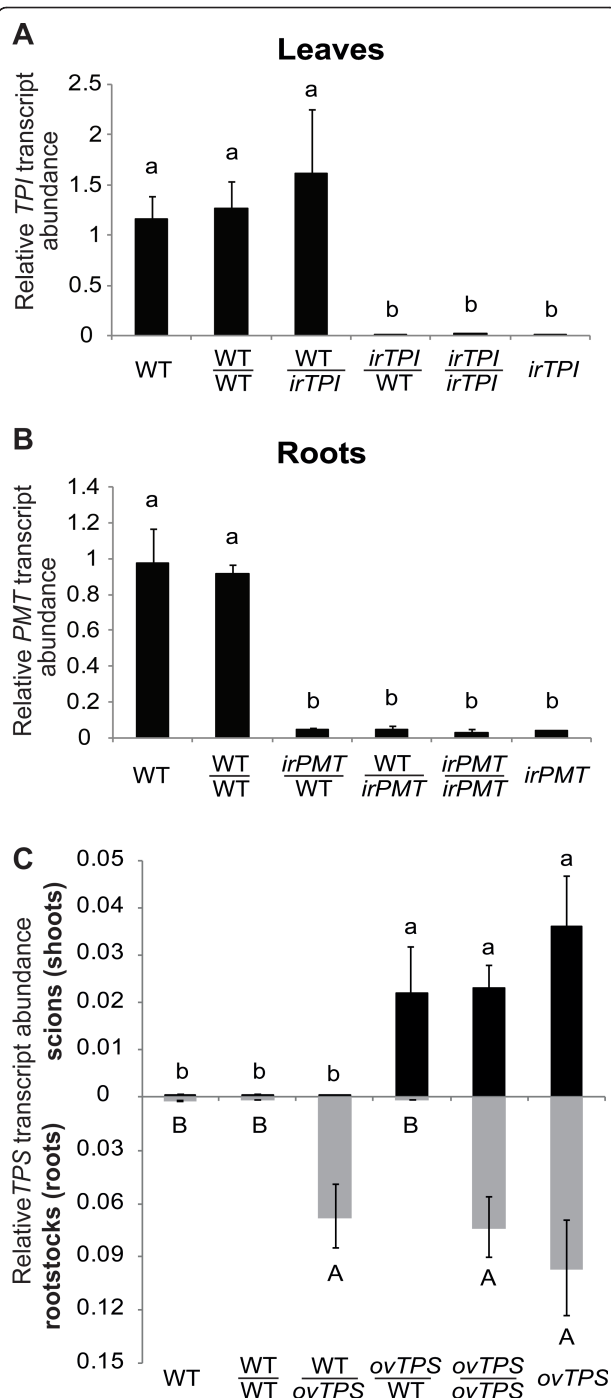 A
Leaves
Relative TPI transcript
abundance
2.5
2
1.5
1
0.5
0
a
a
a
b
b
b
WT
WT
WT
WT
irTPI
irTPI
WT
irTPI
irTPI
irTPI
B
Roots
Relative PMT transcript
abundance
1.4
1.2
1
0.8
0.6
0.4
0.2
0
a
a
b
b
b
b
WT
WT
WT
irPMT
WT
WT
irPMT
irPMT
irPMT
irPMT
C
Relative TPS transcript abundance
scions (shoots)
rootstocks (roots)
0.05
0.04
0.03
0.02
0.01
0
0.03
0.06
0.09
0.12
0.15
b
b
b
a
a
a
B
B
A
B
A
A
WT
WT
WT
WT
ovTPS
ovTPS
WT
ovTPS
ovTPS
ovTPS